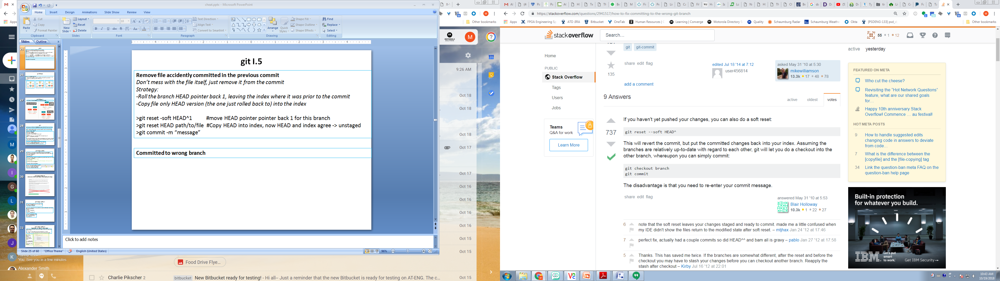 cheat.pptx - Microsoft PowerPoint
Home Insert Design Animations Slide Show Review View
Paste
Cut
Copy
Format Painter
Clipboard
New
Slide
Layout
Reset
Delete
Slides
18
Font
Paragraph
Text Direction
Align Text
Convert to SmartArt
Arrange
Quick
Styles
Shape Fill
Shape Outline
Shape Effects
Drawing
Find
Replace
Select
Editing
Slides Outline
25
26
27
28
29
30
31
32
git I.5
Remove file accidently committed in the previous commit
Don't mess with the file itself, just remove it from the commit
Strategy:
-Roll the branch HEAD pointer back 1, leaving the index where it was prior to the commit
-Copy file only HEAD version (the one just rolled back to) into the index
>git reset -soft HEAD^1 #move HEAD pointer pointer back 1 for this branch
>git reset HEAD path/to/file #Copy HEAD into index, now HEAD and index agree -> unstaged
>git commit -m “message”
Committed to wrong branch
Click to add notes
Slide 25 of 60 "Office Theme" English (United States) 96%
Apps
You: See you in a few minutes
Alexander Smith
Food Drive Flye...
Charlie Pikscher 2 bitbucket New Bitbucket ready for testing! - Hi all-- Just a reminder that the new Bitbucket is ready for testing on AT-ENG. The c... Oct 15
Other bookmarks
MOTOROLA
SOLUTIONS
M
9:26 AM
Oct 18
Oct 18
Oct 18
Oct 17
Oct 17
Oct 16
Oct 16
Oct 16
Oct 16
Oct 15
Oct 15
https://stackoverflow.com/questions/2941517/how-to-fix-committing-to-the-wrong-git-branch
Apps FPGA Engineering Sp ATD JIRA Bitbucket OneTab Human Resources | C Learning | Converge Motorola Directory S Quality Schaumburg Radar Schaumburg Weathe Okta [PSDENG-133] psd_d Other bookmarks
stackoverflow
Search...
55 1 12
Home
PUBLIC
Stack Overflow
Tags
Users
Jobs
Teams
Q&A for work
Learn More
git git-commit
135
share edit flag
edited Jul 18 '14 at 7:12
user456814
asked May 31 '10 at 5:30
mikewilliamson
13.3k 17 48 78
add a comment
9 Answers
active oldest votes
737
If you haven't yet pushed your changes, you can also do a soft reset:
git reset --soft HEAD^
This will revert the commit, but put the committed changes back into your index. Assuming the
branches are relatively up-to-date with regard to each other, git will let you do a checkout into the
other branch, whereupon you can simply commit:
git checkout branch
git commit
The disadvantage is that you need to re-enter your commit message.
share edit flag
answered May 31 '10 at 5:53
Blair Holloway
10.3k 1 22 27
6 note that the soft reset leaves your changes staged and ready to commit. made me a little confused when
my IDE didn't show the files return to the modified state after soft reset. – mtjhax Jan 24 '12 at 17:46
7 perfect fix, actually had a couple commits so did HEAD^^ and bam all is gravy – pablo Jan 27 '12 at 17:58
5 Thanks. This has saved me twice. If the branches are somewhat different, after the reset and before the
checkout you may have to stash your changes before you can checkout another branch. Reapply the
stash after checkout – Kirby Jul 16 '12 at 22:01
active yesterday
FEATURED ON META
Who cut the cheese?
Revisiting the “Hot Network Questions”
feature, what are our shared goals
for…
Happy 10th anniversary Stack
Overflow! Commence … au festival!
HOT META POSTS
9 How to handle suggested edits
changing code in answers to deviate
from code…
7 What is the difference between the
[copyfile] and the [file-copying] tag
34 Link the question-ban meta FAQ on the
question-ban help page
Built-in protection
for whatever you build.
IBM
Let's put
smart
to work.
Get IBM Security→
10:43 AM
10/19/2018